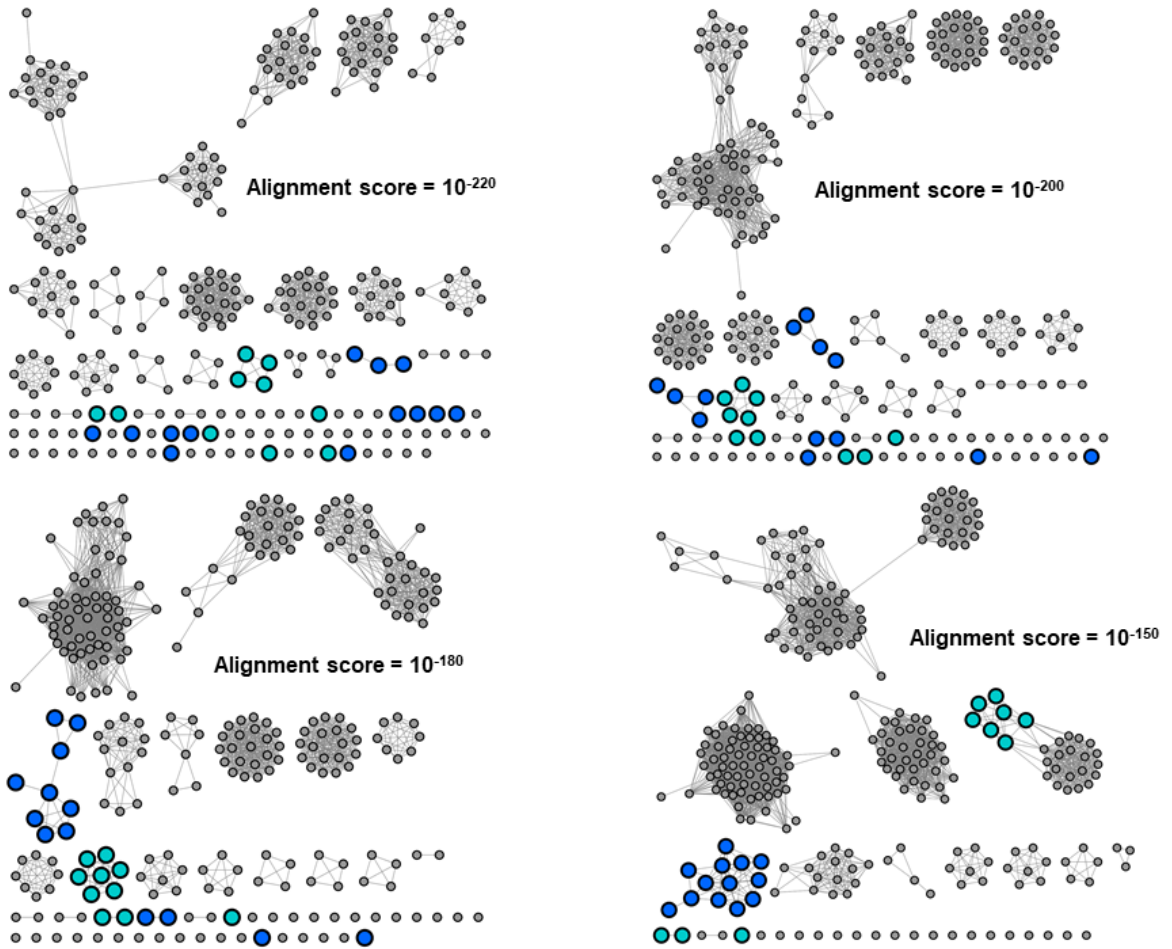 Alignment score = 10-220
Alignment score = 10-200
Alignment score = 10-180
Alignment score = 10-150